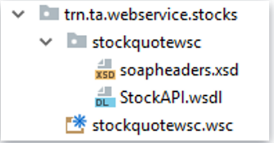 trn.ta.webservice.stocks
stockquotewsc
XSD soapheaders.xsd
DL StockAPI.wsdl
stockquotewsc.wsc